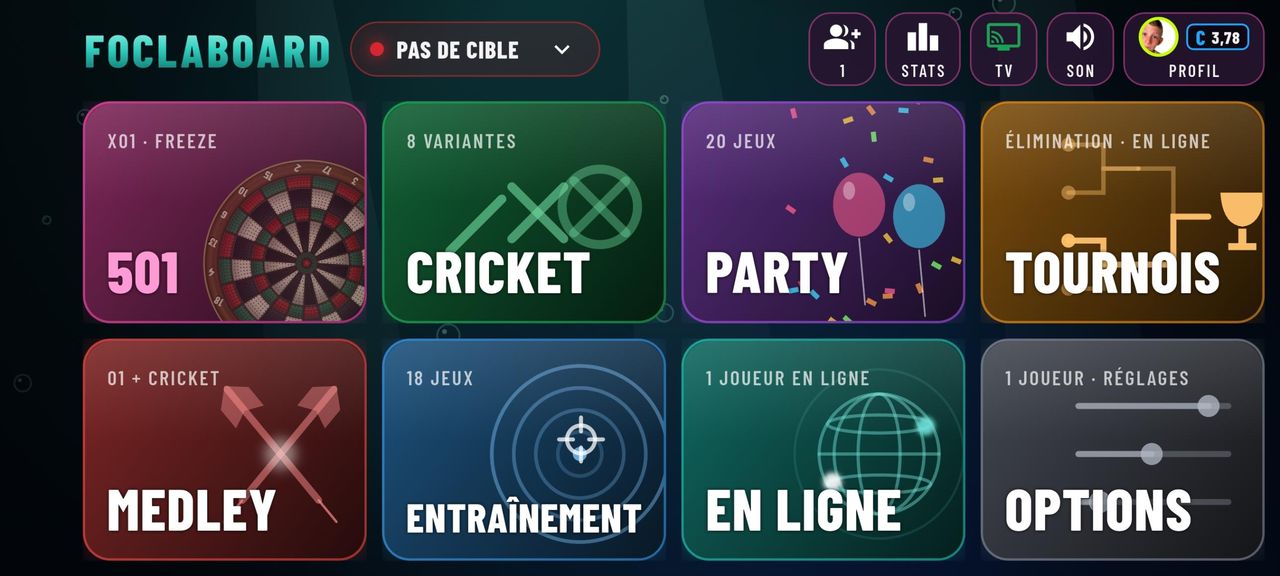 FOCLABOARD
PAS DE CIBLE
1
STATS
TV
SON
C 3,78
PROFIL
X01 · FREEZE
501
8 VARIANTES
CRICKET
20 JEUX
PARTY
ÉLIMINATION · EN LIGNE
TOURNOIS
01 + CRICKET
MEDLEY
18 JEUX
ENTRAÎNEMENT
1 JOUEUR EN LIGNE
EN LIGNE
1 JOUEUR · RÉGLAGES
OPTIONS